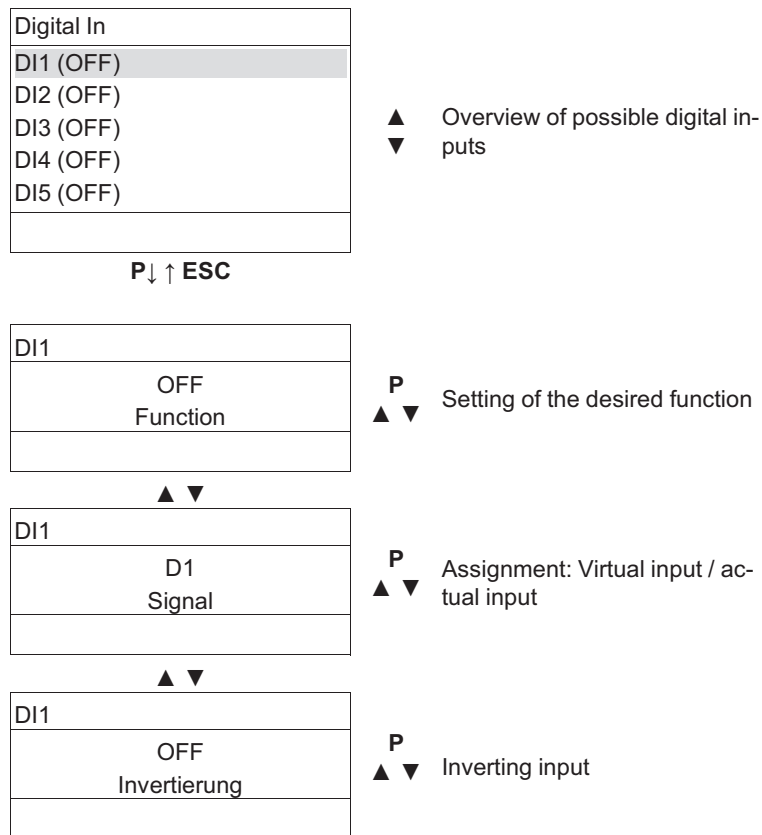 Digital In
DI1 (OFF)
DI2 (OFF)
DI3 (OFF)
DI4 (OFF)
DI5 (OFF)
▲ Overview of possible digital in-
▼ puts
P↓ ↑ ESC
DI1
OFF
Function
P
▲ ▼ Setting of the desired function
▲ ▼
DI1
D1
Signal
P
▲ ▼ Assignment: Virtual input / ac-
tual input
▲ ▼
DI1
OFF
Invertierung
P
▲ ▼ Inverting input